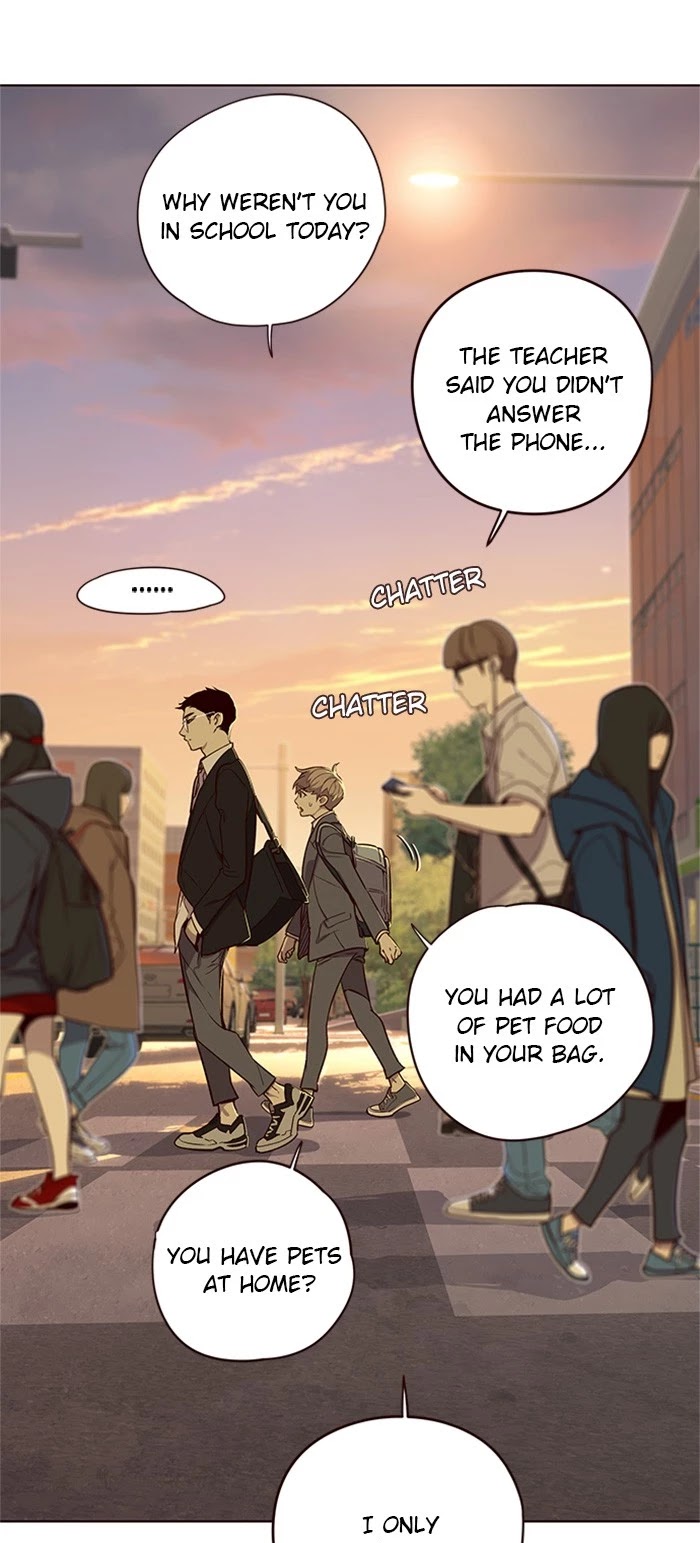 WHY WEREN'T YOU
IN SCHOOL TODAY?
THE TEACHER
SAID YOU DIDN'T
ANSWER
THE PHONE...
......
CHATTER
CHATTER
YOU HAD A LOT
OF PET FOOD
IN YOUR BAG.
YOU HAVE PETS
AT HOME?
I ONLY